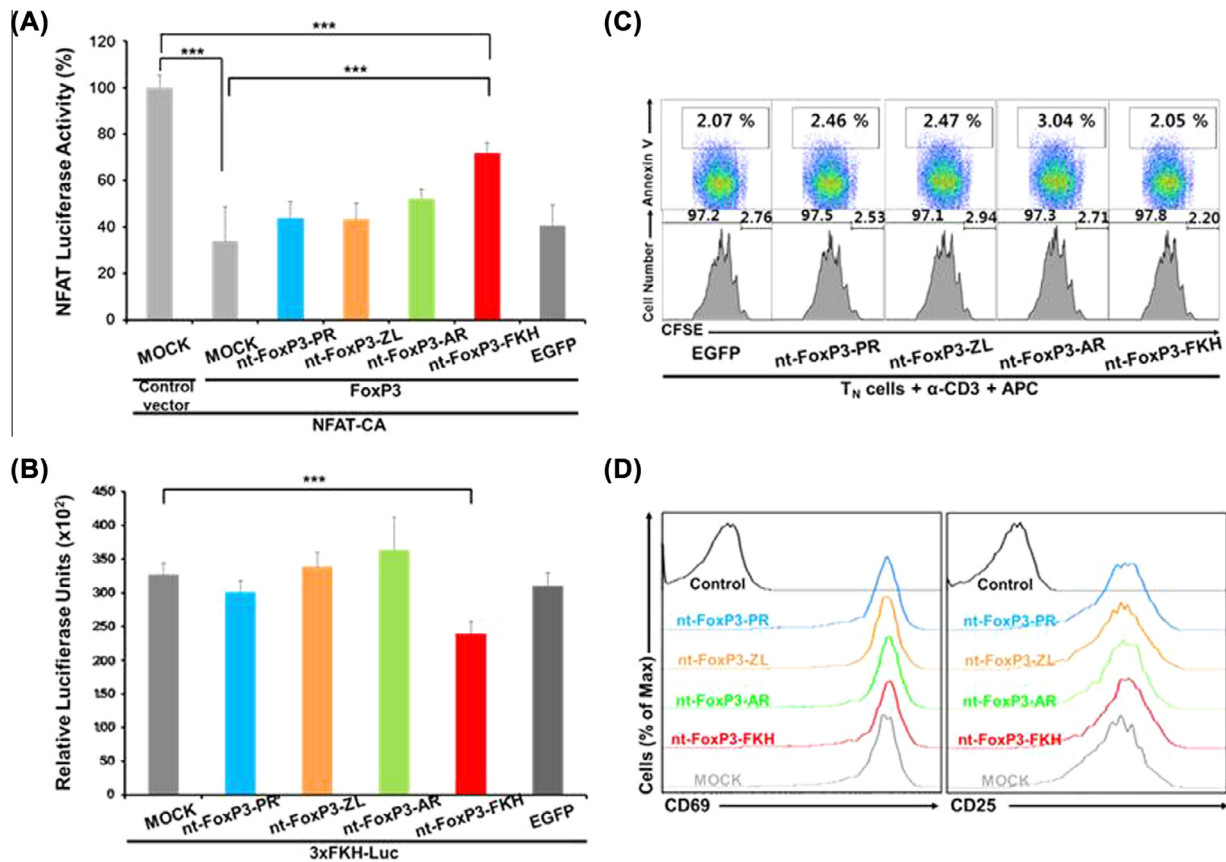 (A)
NFAT Luciferase Activity (%)
120
100
80
60
40
20
0
***
***
***
MOCK
MOCK
nt-FoxP3-PR
nt-FoxP3-ZL
nt-FoxP3-AR
nt-FoxP3-FKH
EGFP
Control vector
FoxP3
NFAT-CA
(B)
Relative Lucifierase Units (x10²)
450
400
350
300
250
200
150
100
50
0
***
MOCK
nt-FoxP3-PR
nt-FoxP3-ZL
nt-FoxP3-AR
nt-FoxP3-FKH
EGFP
3xFKH-Luc
(C)
Annexin V
2.07 %
2.46 %
2.47 %
3.04 %
2.05 %
97.2 2.76
97.5 2.53
97.1 2.94
97.3 2.71
97.8 2.20
Cell Number
CFSE
EGFP
nt-FoxP3-PR
nt-FoxP3-ZL
nt-FoxP3-AR
nt-FoxP3-FKH
T_N cells + α-CD3 + APC
(D)
Cells (% of Max)
Control
nt-FoxP3-PR
nt-FoxP3-ZL
nt-FoxP3-AR
nt-FoxP3-FKH
MOCK
CD69
Control
nt-FoxP3-PR
nt-FoxP3-ZL
nt-FoxP3-AR
nt-FoxP3-FKH
MOCK
CD25